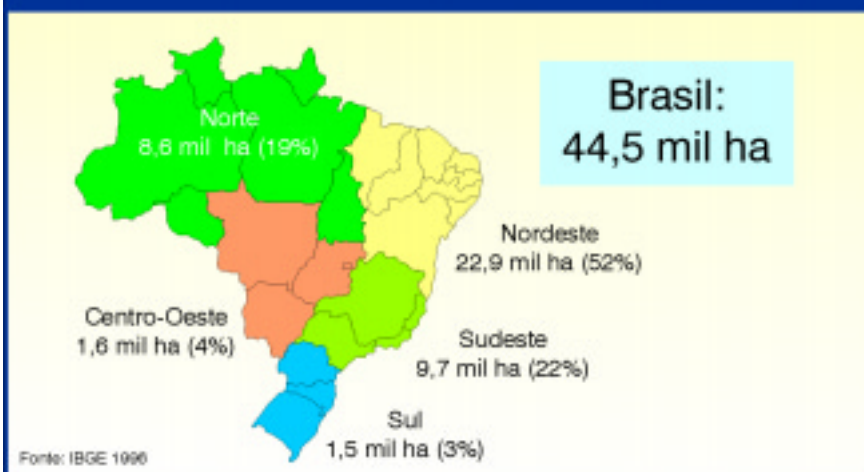 Brasil:
44,5 mil ha
Norte
8,6 mil ha (19%)
Nordeste
22,9 mil ha (52%)
Centro-Oeste
1,6 mil ha (4%)
Sudeste
9,7 mil ha (22%)
Sul
1,5 mil ha (3%)
Fonte: IBGE 1996